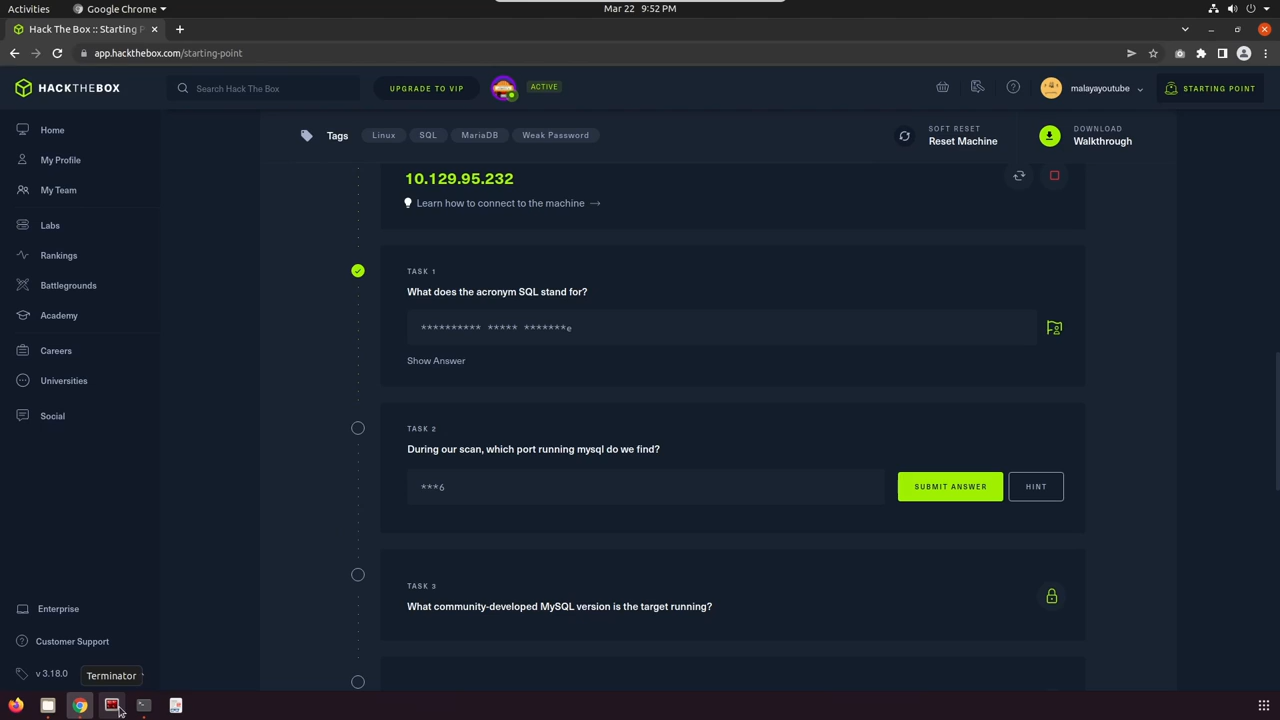 Activities
Google Chrome
Mar 22 9:52 PM
Hack The Box :: Starting P
app.hackthebox.com/starting-point
HACKTHEBOX
Search Hack The Box
UPGRADE TO VIP
ACTIVE
malayayoutube
STARTING POINT
Home
My Profile
My Team
Labs
Rankings
Battlegrounds
Academy
Careers
Universities
Social
Enterprise
Customer Support
v 3.18.0
Terminator
Tags
Linux
SQL
MariaDB
Weak Password
SOFT RESET
Reset Machine
DOWNLOAD
Walkthrough
10.129.95.232
Learn how to connect to the machine
TASK 1
What does the acronym SQL stand for?
********** ***** *******e
Show Answer
TASK 2
During our scan, which port running mysql do we find?
***6
SUBMIT ANSWER
HINT
TASK 3
What community-developed MySQL version is the target running?